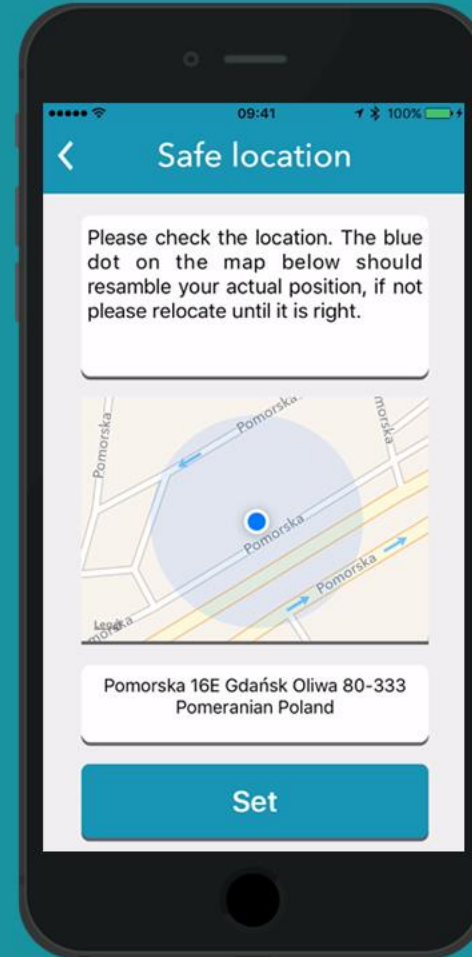 09:41
100%
Safe location
Please check the location. The blue
dot on the map below should
resamble your actual position, if not
please relocate until it is right.
Pomorska
morska
Pomorska
Pomorska
Pomorska
morska
Legal
Pomorska 16E Gdańsk Oliwa 80-333
Pomeranian Poland
Set